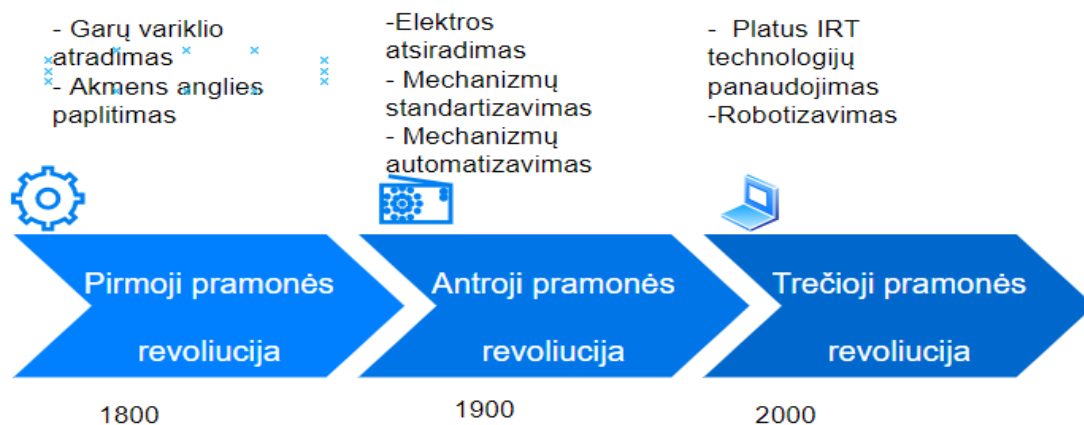 - Garų variklio
atradimas
- Akmens anglies
paplitimas
-Elektros
atsiradimas
- Mechanizmų
standartizavimas
- Mechanizmų
automatizavimas
- Platus IRT
technologijų
panaudojimas
-Robotizavimas
Pirmoji pramonės
revoliucija
Antroji pramonės
revoliucija
Trečioji pramonės
revoliucija
1800
1900
2000